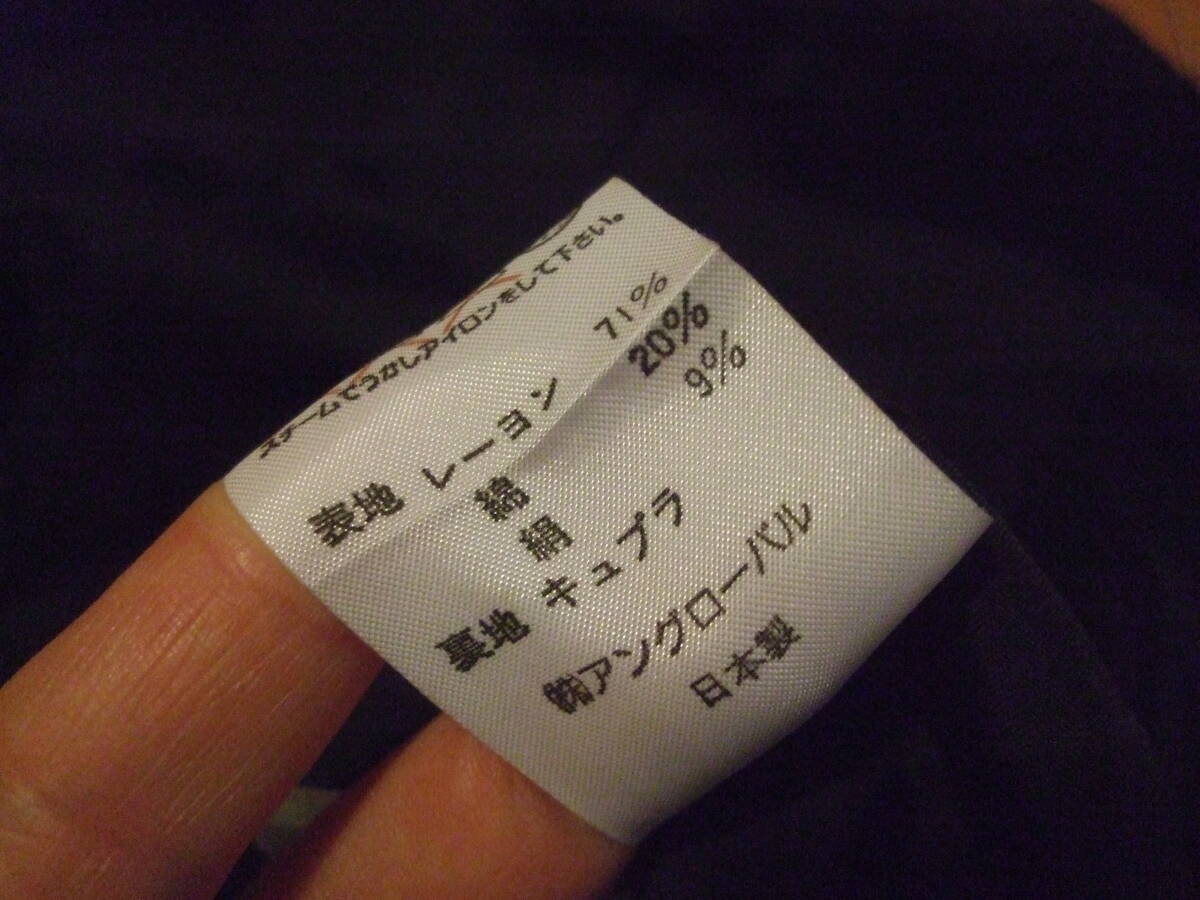 スチームでうかしアイロンをして下さい。
表地 レーヨン 71%
綿 20%
絹 9%
裏地 キュプラ
㈱アングローバル
日本製